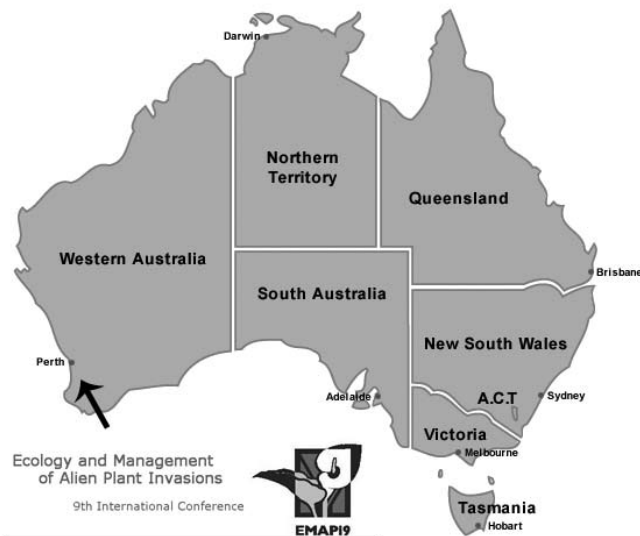 Darwin
Northern
Territory
Queensland
Western Australia
South Australia
Brisbane
New South Wales
Perth
Adelaide
A.C.T
Sydney
Victoria
Melbourne
Ecology and Management
of Alien Plant Invasions
9th International Conference
EMAPI9
Tasmania
Hobart